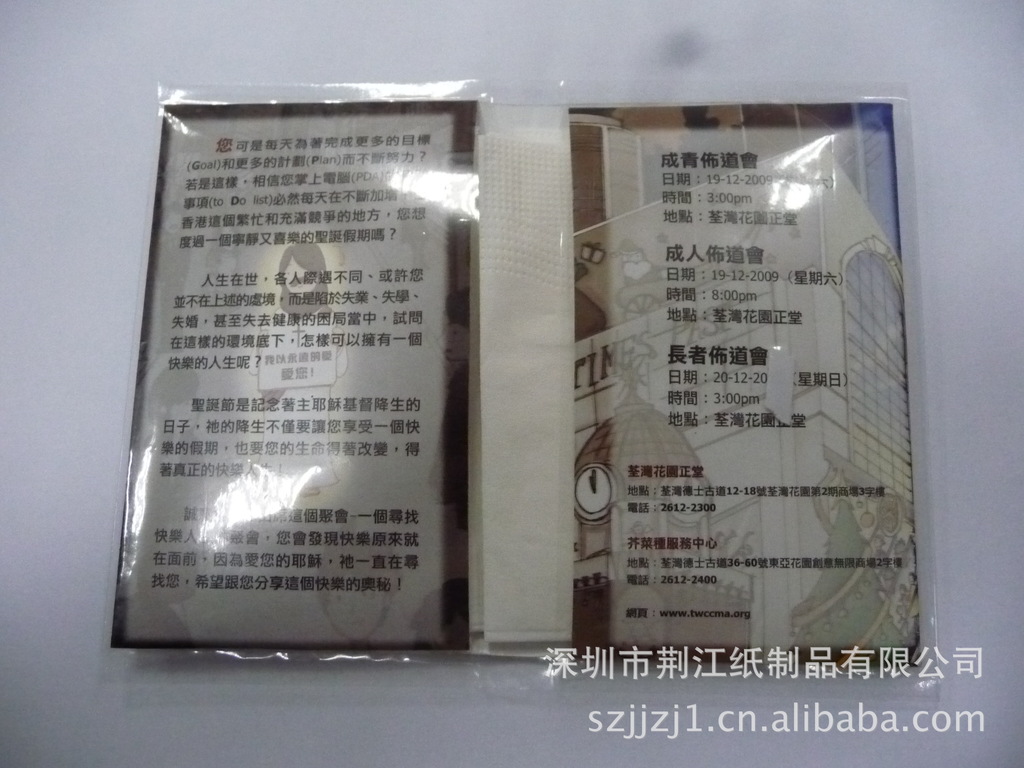 您可是每天為著完成更多的目標
(Goal)和更多的計劃(Plan)而不斷努力？
若是這樣，相信您掌上電腦(PDA)
事項(to Do list)必然每天在不斷加增
香港這個繁忙和充滿競爭的地方，您想
度過一個寧靜又喜樂的聖誕假期嗎？
人生在世，各人際遇不同、或許您
並不在上述的處境，而是陷於失業、失學、
失婚，甚至失去健康的困局當中，試問
在這樣的環境底下，怎樣可以擁有一個
快樂的人生呢？
我以永遠的愛
愛您！
聖誕節是記念著主耶穌基督降生的
日子，祂的降生不僅要讓您享受一個快
樂的假期，也要您的生命得著改變，得
著真正的快樂人生！
誠 席這個聚會－一個尋找
快樂人 聚會，您會發現快樂原來就
在面前，因為愛您的耶穌，祂一直在尋
找您，希望跟您分享這個快樂的奧秘！
成青佈道會
日期：19-12-2009 六）
時間：3:00pm
地點：荃灣花園正堂
成人佈道會
日期：19-12-2009（星期六）
時間：8:00pm
地點：荃灣花園正堂
長者佈道會
日期：20-12-20 （星期日）
時間：3:00pm
地點：荃灣花園正堂
荃灣花園正堂
地點：荃灣德士古道12-18號荃灣花園第2期商場3字樓
電話：2612-2300
芥菜種服務中心
地點：荃灣德士古道36-60號東亞花園創意無限商場2字樓
電話：2612-2400
網頁：www.twccma.org
深圳市荆江纸制品有限公司
szjjzj1.cn.alibaba.com